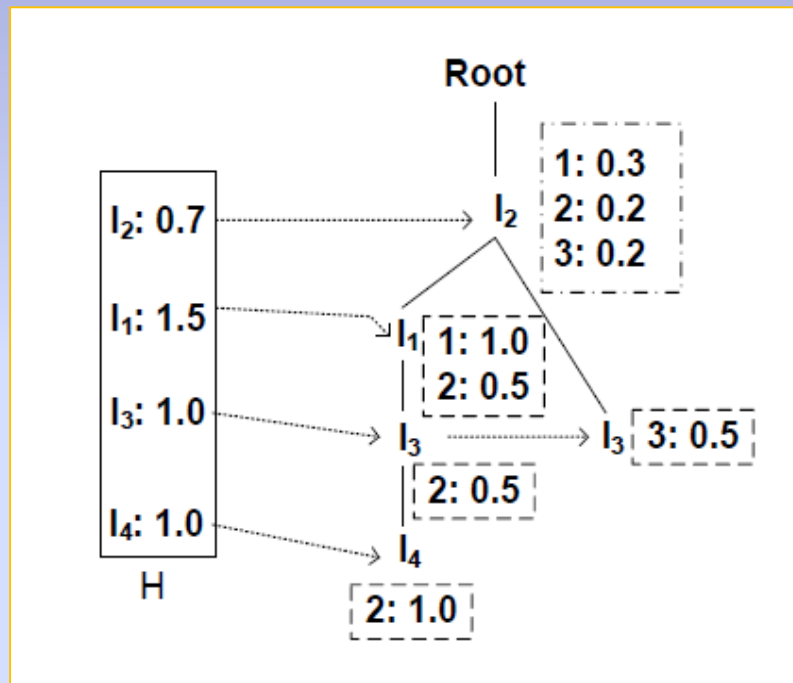 Root
1: 0.3
2: 0.2
3: 0.2
I₂: 0.7
I₂
I₁: 1.5
I₁
1: 1.0
2: 0.5
I₃: 1.0
I₃
I₃
3: 0.5
2: 0.5
I₄: 1.0
I₄
H
2: 1.0